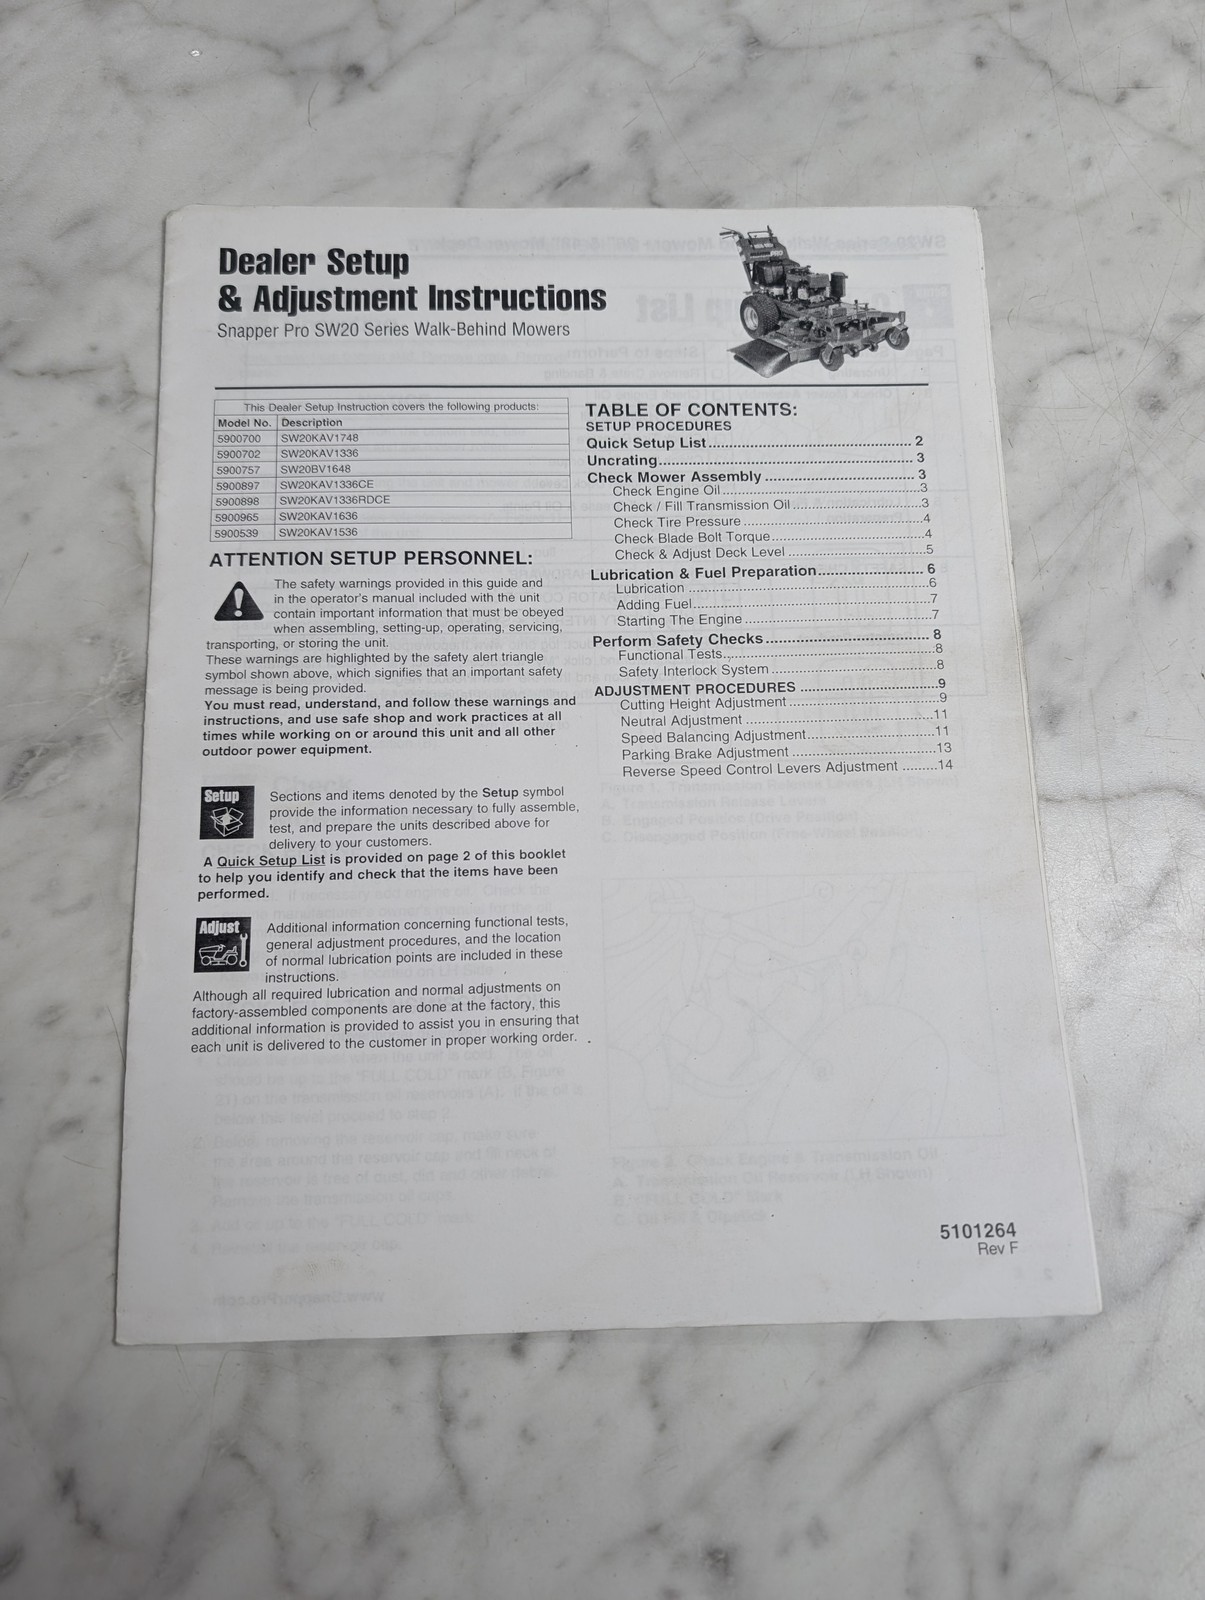 Dealer Setup
& Adjustment Instructions
Snapper Pro SW20 Series Walk-Behind Mowers
This Dealer Setup Instruction covers the following products:
Model No. Description
5900700 SW20KAV1748
5900702 SW20KAV1336
5900757 SW20BV1648
5900897 SW20KAV1336CE
5900898 SW20KAV1336RDCE
5900965 SW20KAV1636
5900539 SW20KAV1536
ATTENTION SETUP PERSONNEL:
The safety warnings provided in this guide and
in the operator's manual included with the unit
contain important information that must be obeyed
when assembling, setting-up, operating, servicing,
transporting, or storing the unit.
These warnings are highlighted by the safety alert triangle
symbol shown above, which signifies that an important safety
message is being provided.
You must read, understand, and follow these warnings and
instructions, and use safe shop and work practices at all
times while working on or around this unit and all other
outdoor power equipment.
Setup
Sections and items denoted by the Setup symbol
provide the information necessary to fully assemble,
test, and prepare the units described above for
delivery to your customers.
A Quick Setup List is provided on page 2 of this booklet
to help you identify and check that the items have been
performed.
Adjust
Additional information concerning functional tests,
general adjustment procedures, and the location
of normal lubrication points are included in these
instructions.
Although all required lubrication and normal adjustments on
factory-assembled components are done at the factory, this
additional information is provided to assist you in ensuring that
each unit is delivered to the customer in proper working order.
TABLE OF CONTENTS:
SETUP PROCEDURES
Quick Setup List ... 2
Uncrating ... 3
Check Mower Assembly ... 3
Check Engine Oil ... 3
Check / Fill Transmission Oil ... 3
Check Tire Pressure ... 4
Check Blade Bolt Torque ... 4
Check & Adjust Deck Level ... 5
Lubrication & Fuel Preparation ... 6
Lubrication ... 6
Adding Fuel ... 7
Starting The Engine ... 7
Perform Safety Checks ... 8
Functional Tests ... 8
Safety Interlock System ... 8
ADJUSTMENT PROCEDURES ... 9
Cutting Height Adjustment ... 9
Neutral Adjustment ... 11
Speed Balancing Adjustment ... 11
Parking Brake Adjustment ... 13
Reverse Speed Control Levers Adjustment ... 14
5101264
Rev F